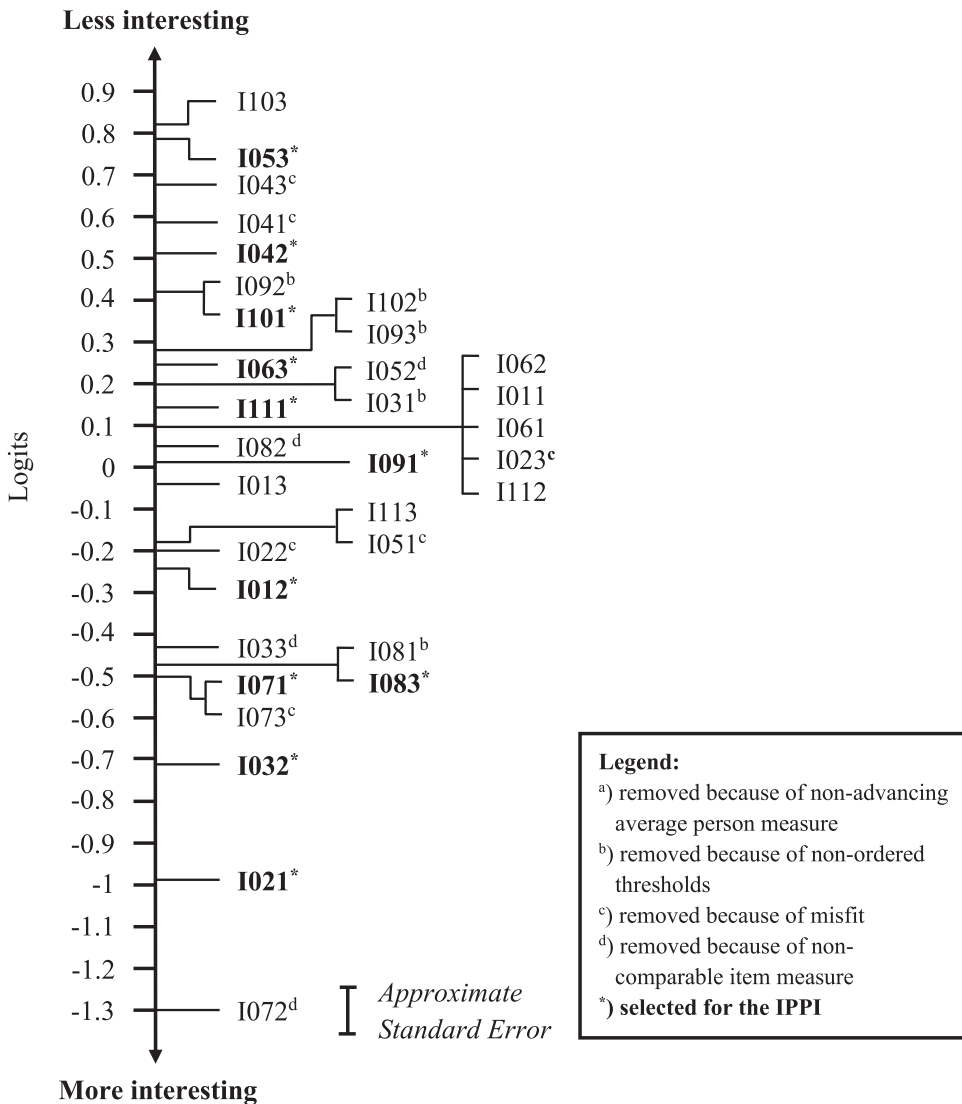 Less interesting
0.9
I103
0.8
I053*
0.7
I043ᶜ
0.6
I041ᶜ
0.5
I042*
I092ᵇ
0.4
I102ᵇ
I101*
I093ᵇ
0.3
I062
I063*
I052ᵈ
0.2
I011
I111*
I031ᵇ
0.1
I061
I082 ᵈ
I091*
I023ᶜ
0
I013
I112
Logits
-0.1
I113
I051ᶜ
-0.2
I022ᶜ
-0.3
I012*
-0.4
I033ᵈ
I081ᵇ
-0.5
I071*
I083*
-0.6
I073ᶜ
-0.7
I032*
-0.8
-0.9
-1
I021*
-1.1
-1.2
-1.3
I072ᵈ
Approximate
Standard Error
More interesting
Legend:
ᵃ) removed because of non-advancing
average person measure
ᵇ) removed because of non-ordered
thresholds
ᶜ) removed because of misfit
ᵈ) removed because of non-
comparable item measure
*) selected for the IPPI